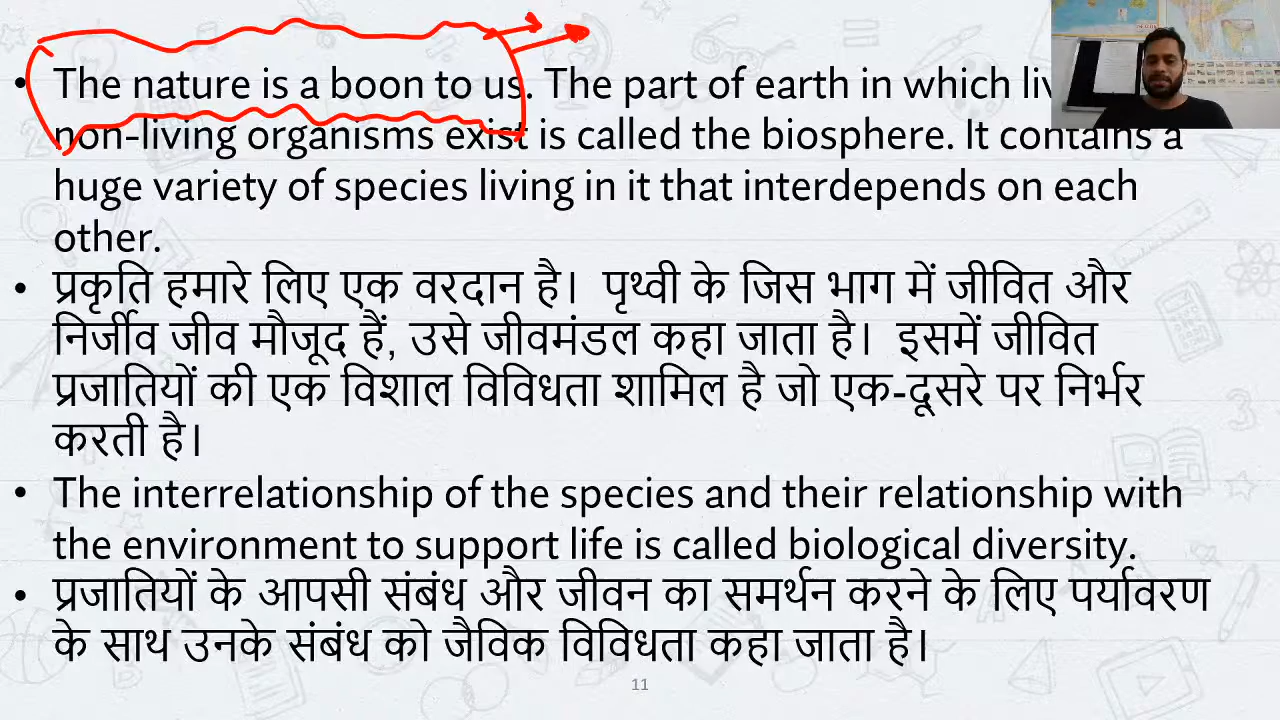 • The nature is a boon to us. The part of earth in which
non-living organisms exist is called the biosphere. It contains a
huge variety of species living in it that interdepends on each
other.
• प्रकृति हमारे लिए एक वरदान है। पृथ्वी के जिस भाग में जीवित और
निर्जीव जीव मौजूद हैं, उसे जीवमंडल कहा जाता है। इसमें जीवित
प्रजातियों की एक विशाल विविधता शामिल है जो एक-दूसरे पर निर्भर
करती है।
• The interrelationship of the species and their relationship with
the environment to support life is called biological diversity.
• प्रजातियों के आपसी संबंध और जीवन का समर्थन करने के लिए पर्यावरण
के साथ उनके संबंध को जैविक विविधता कहा जाता है।
11